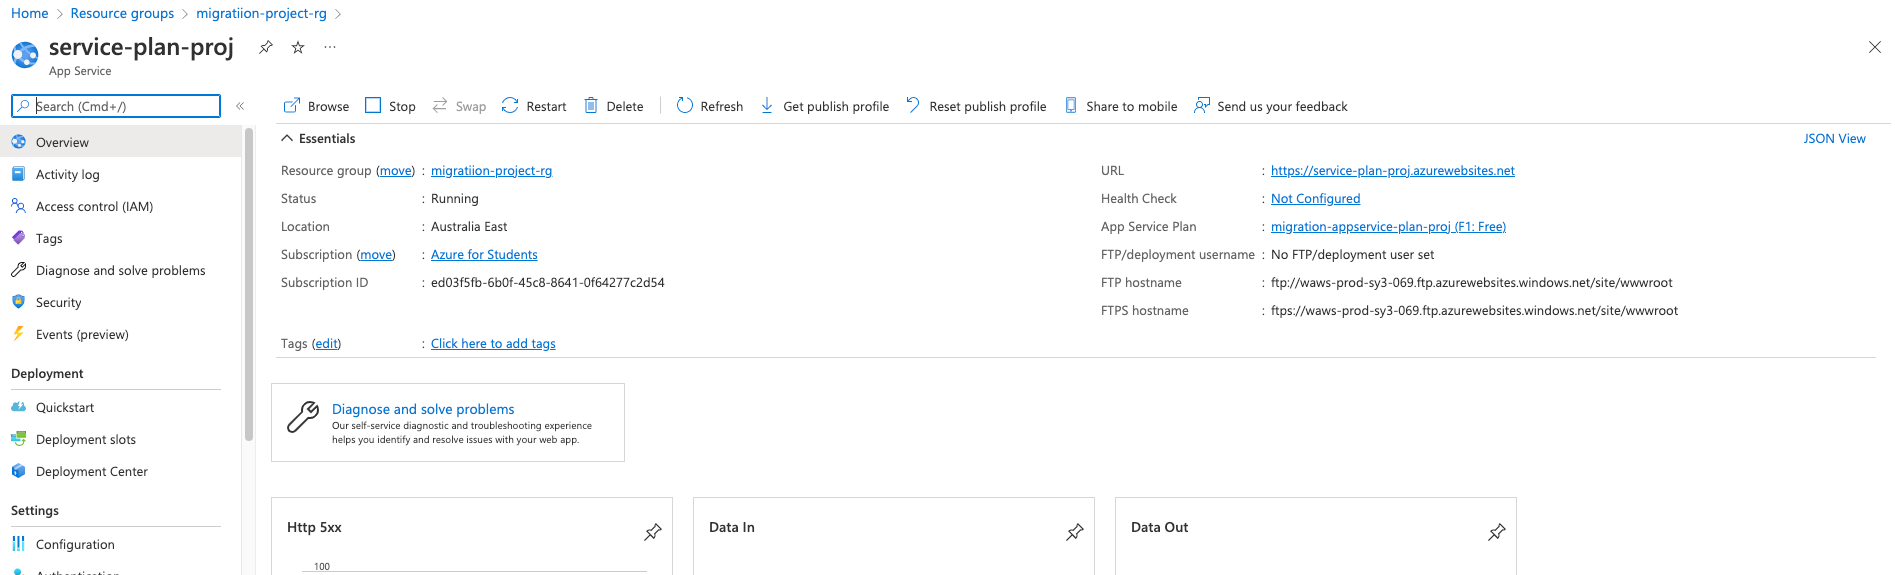 Home > Resource groups > migratiion-project-rg >
service-plan-proj
App Service
Search (Cmd+/)
«
Overview
Activity log
Access control (IAM)
Tags
Diagnose and solve problems
Security
Events (preview)
Deployment
Quickstart
Deployment slots
Deployment Center
Settings
Configuration
Authentication
Browse Stop Swap Restart Delete Refresh Get publish profile Reset publish profile Share to mobile Send us your feedback
Essentials
JSON View
Resource group (move) : migratiion-project-rg
Status : Running
Location : Australia East
Subscription (move) : Azure for Students
Subscription ID : ed03f5fb-6b0f-45c8-8641-0f64277c2d54
URL : https://service-plan-proj.azurewebsites.net
Health Check : Not Configured
App Service Plan : migration-appservice-plan-proj (F1: Free)
FTP/deployment username : No FTP/deployment user set
FTP hostname : ftp://waws-prod-sy3-069.ftp.azurewebsites.windows.net/site/wwwroot
FTPS hostname : ftps://waws-prod-sy3-069.ftp.azurewebsites.windows.net/site/wwwroot
Tags (edit) : Click here to add tags
Diagnose and solve problems
Our self-service diagnostic and troubleshooting experience
helps you identify and resolve issues with your web app.
Http 5xx
100
Data In
Data Out